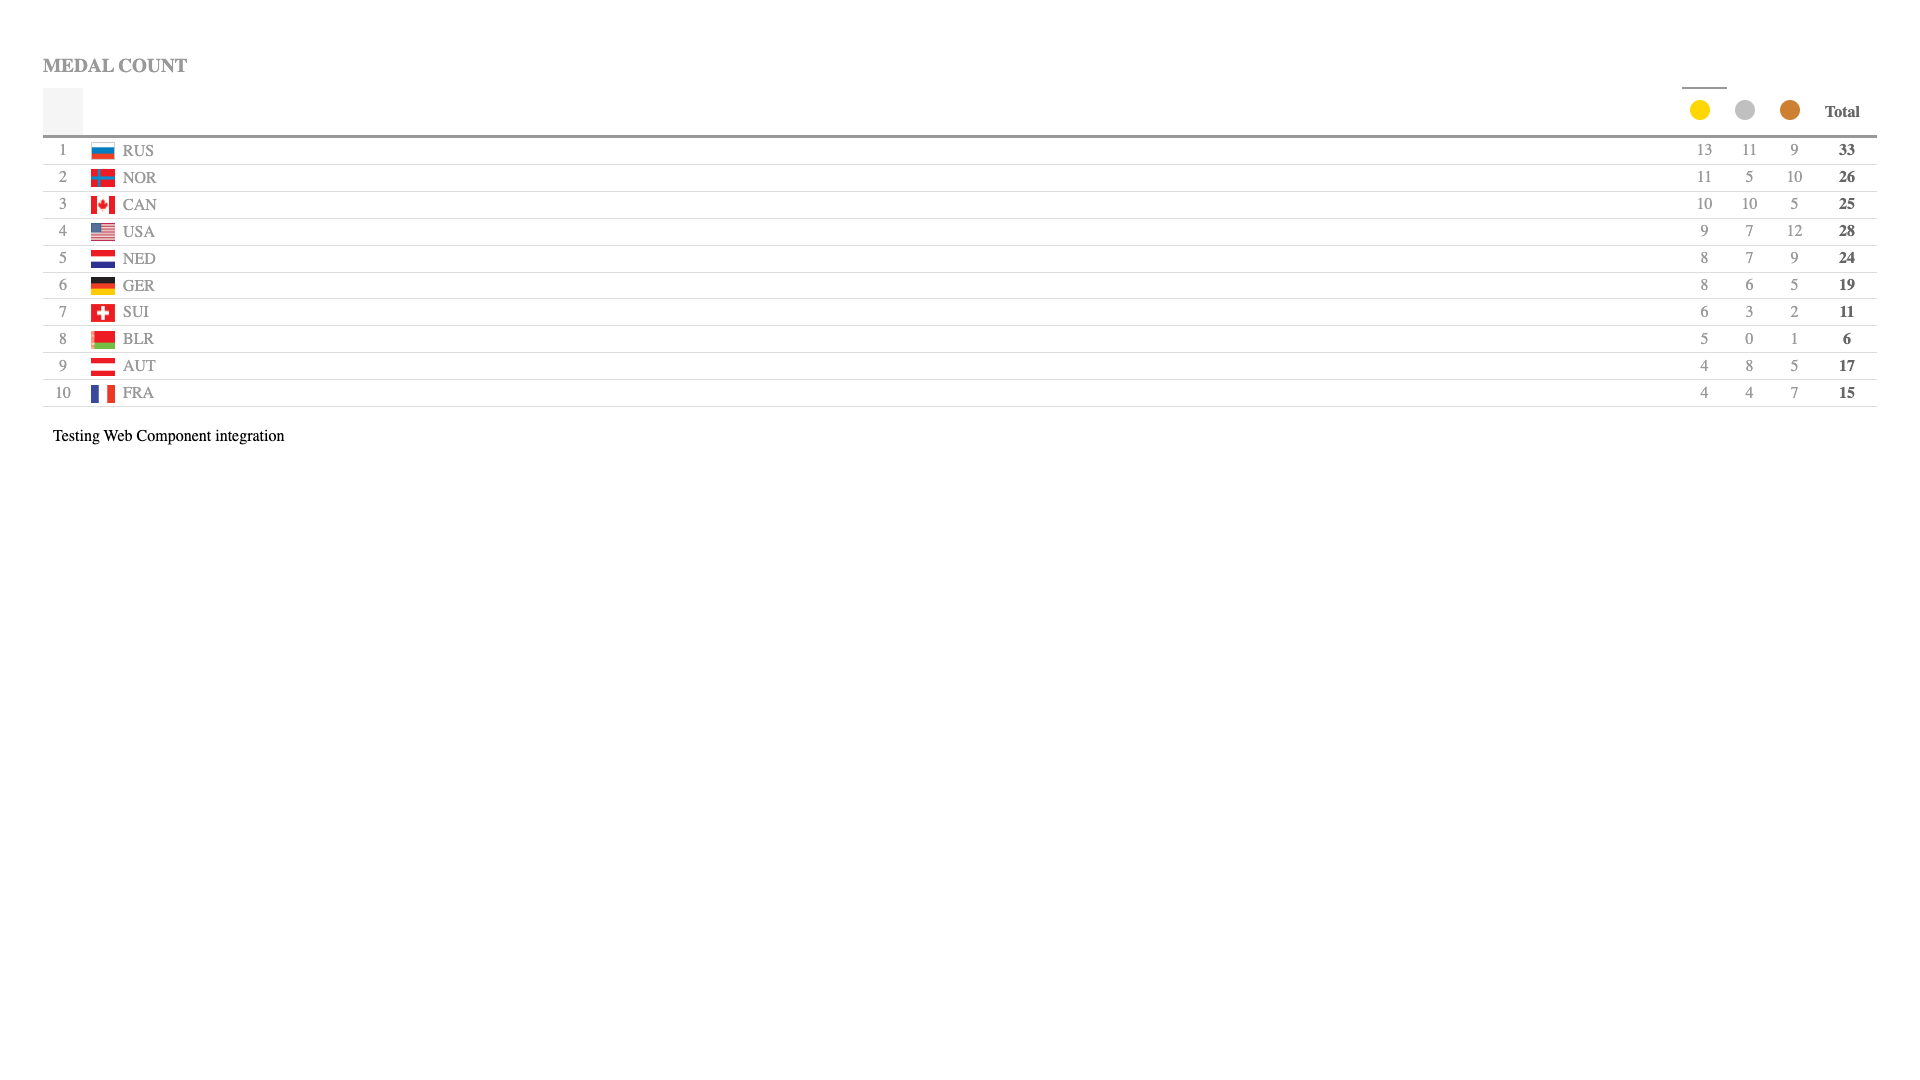 MEDAL COUNT
Total
1 RUS 13 11 9 33
2 NOR 11 5 10 26
3 CAN 10 10 5 25
4 USA 9 7 12 28
5 NED 8 7 9 24
6 GER 8 6 5 19
7 SUI 6 3 2 11
8 BLR 5 0 1 6
9 AUT 4 8 5 17
10 FRA 4 4 7 15
Testing Web Component integration